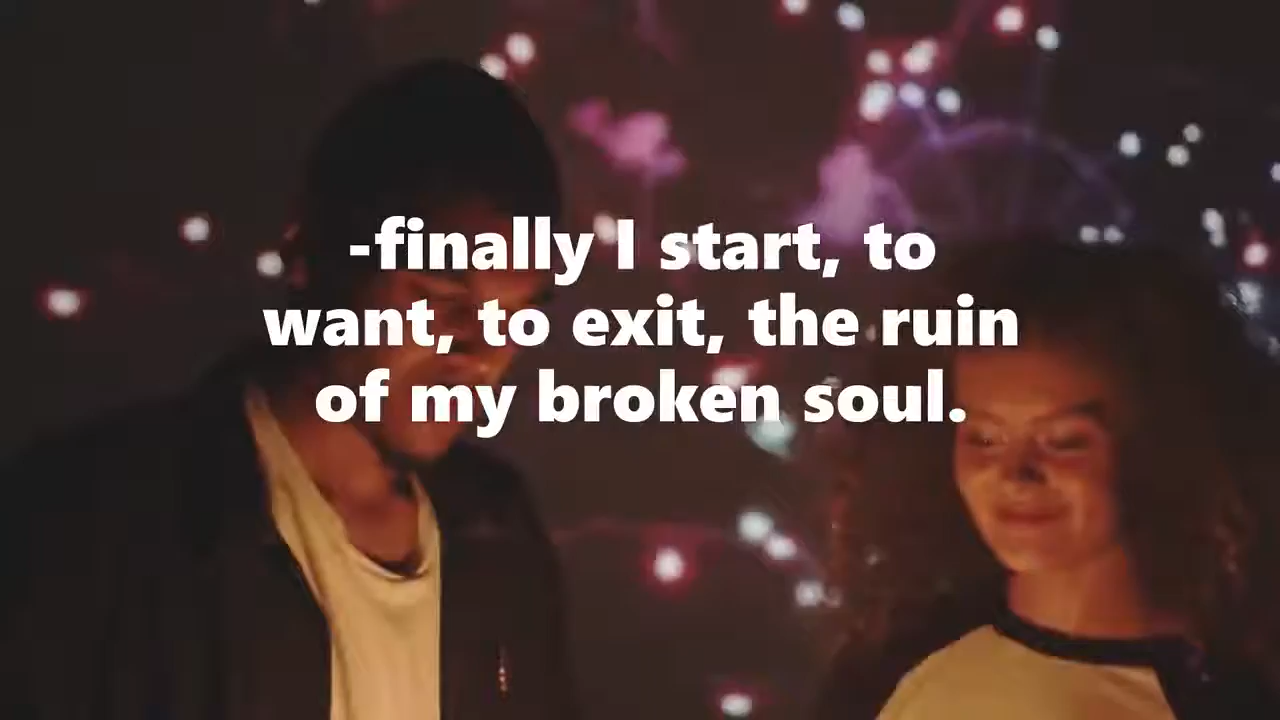 -finally I start, to
want, to exit, the ruin
of my broken soul.